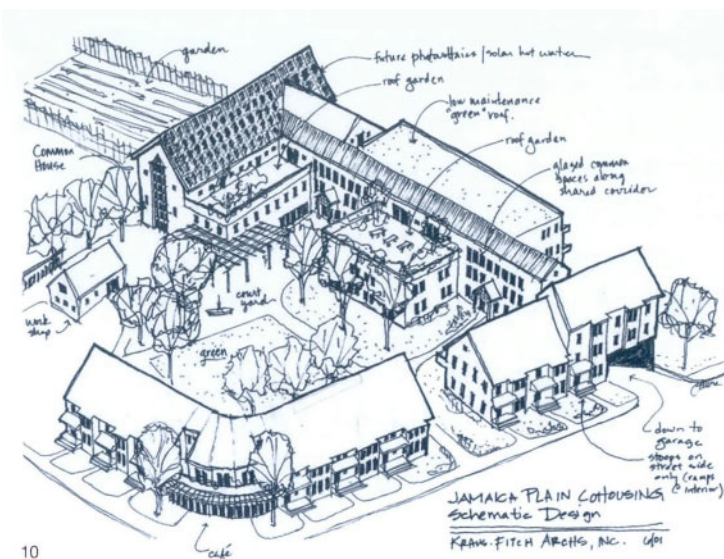 garden
future photovoltaics / solar hot water
roof garden
low maintenance
"green" roof.
roof garden
glazed common
spaces along
shared corridor
Common
House
court
yard
work
shop
green
down to
garage
stoops on
street side
only (ramps
@ interior)
café
JAMAICA PLAIN COHOUSING
Schematic Design
KRAUS-FITCH ARCHS, INC.
10